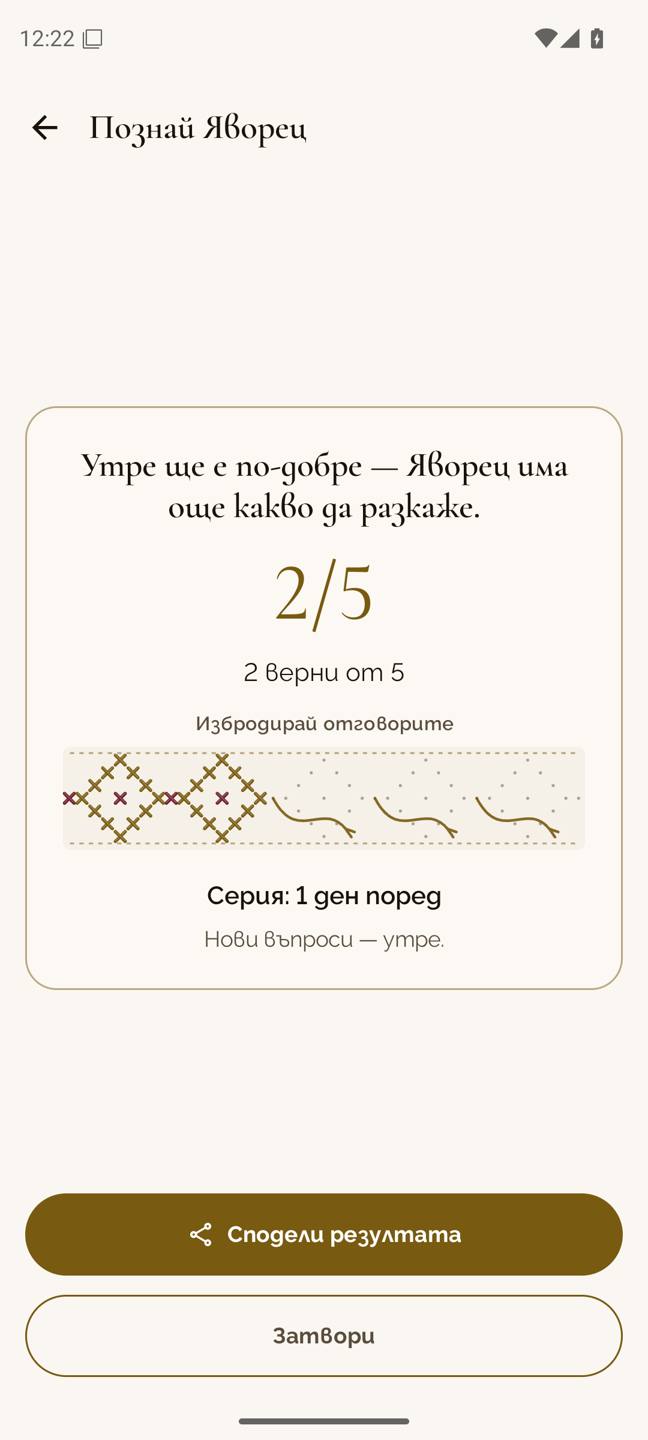 12:22
Познай Яворец
Утре ще е по-добре — Яворец има
още какво да разкаже.
2/5
2 верни от 5
Избродирай отговорите
Серия: 1 ден поред
Нови въпроси — утре.
Сподели резултата
Затвори